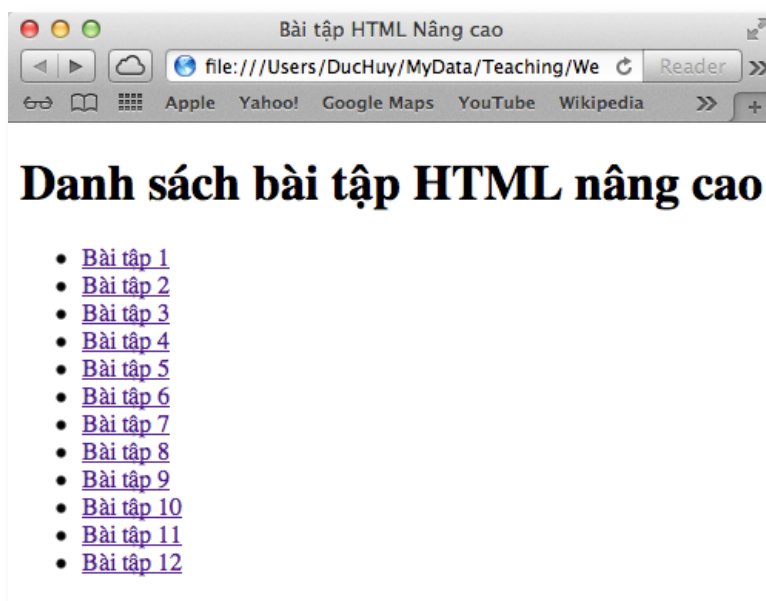 Bài tập HTML Nâng cao
file:///Users/DucHuy/MyData/Teaching/We Reader
Apple Yahoo! Google Maps YouTube Wikipedia
Danh sách bài tập HTML nâng cao
Bài tập 1
Bài tập 2
Bài tập 3
Bài tập 4
Bài tập 5
Bài tập 6
Bài tập 7
Bài tập 8
Bài tập 9
Bài tập 10
Bài tập 11
Bài tập 12